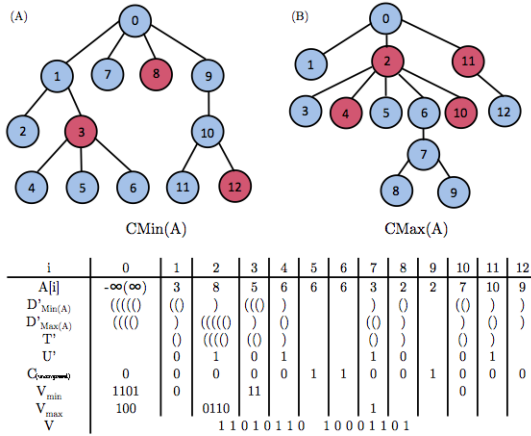 (A)
(B)
0
1 7 8 9
2 3 10
4 5 6 11 12
CMin(A)
0
1 2 11
3 4 5 6 10 12
7
8 9
CMax(A)
i 0 1 2 3 4 5 6 7 8 9 10 11 12
A[i] -∞(∞) 3 8 5 6 6 6 3 2 2 7 10 9
D'Min(A) ((((() (() ) ((() ) ) ) (() ) )
D'Max(A) (((() ) ((((() ) () (() ) ) () )
T' () (((() (() ) () ) () )
U' 0 1 0 1 1 0 0 1
C 0 0 0 0 0 1 1 0 0 1 0 0 0
Vmin 1101 0 11 0
Vmax 100 0110 1
V 1 1 0 1 0 1 1 0 1 0 0 0 1 1 0 1